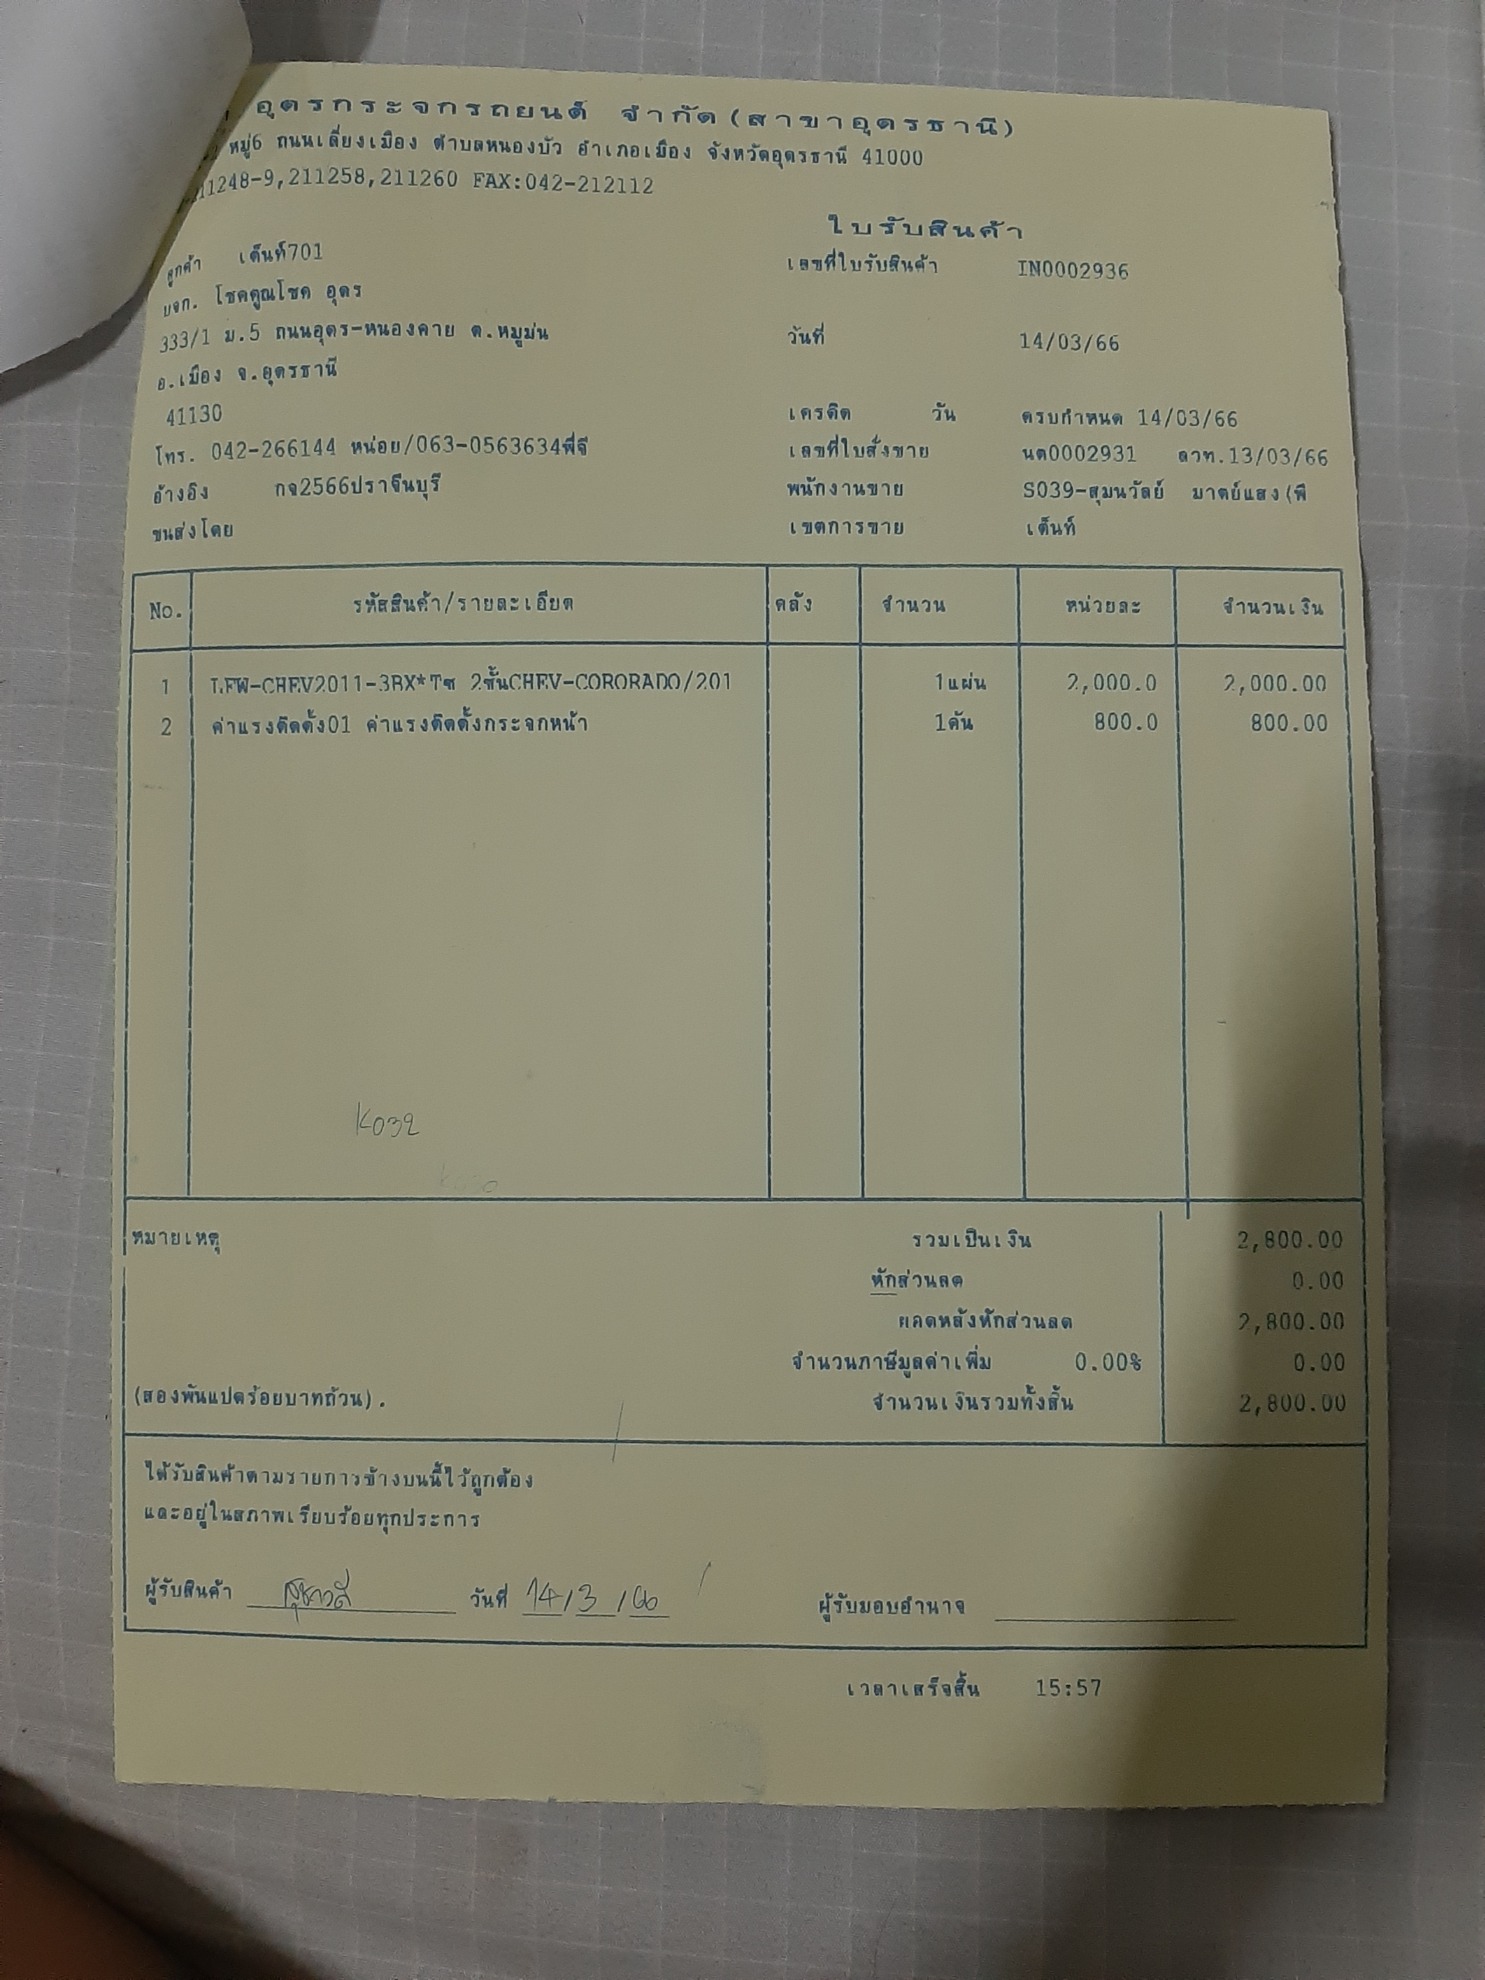 อุดรกระจกรถยนต์ จำกัด(สาขาอุดรธานี)
หมู่6 ถนนเลี่ยงเมือง ตำบลหนองบัว อำเภอเมือง จังหวัดอุดรธานี 41000
211248-9,211258,211260 FAX:042-212112
ใบรับสินค้า
ลูกค้า เต็นท์701
เลขที่ใบรับสินค้า IN0002936
บจก. โชคคูณโชค อุดร
333/1 ม.5 ถนนอุดร-หนองคาย ต.หมูม่น
วันที่ 14/03/66
อ.เมือง จ.อุดรธานี
41130
เครดิต วัน ครบกำหนด 14/03/66
โทร. 042-266144 หน่อย/063-0563634พี่จี
เลขที่ใบสั่งขาย นต0002931 ลวท.13/03/66
อ้างอิง กจ2566ปราจีนบุรี
พนักงานขาย S039-สุมนวัลย์ มาตย์แสง(พี
ขนส่งโดย
เขตการขาย เต็นท์
No. รหัสสินค้า/รายละเอียด คลัง จำนวน หน่วยละ จำนวนเงิน
1 LFW-CHEV2011-3BX*Tซ 2ชั้นCHEV-CORORADO/201 1แผ่น 2,000.0 2,000.00
2 ค่าแรงติดตั้ง01 ค่าแรงติดตั้งกระจกหน้า 1คัน 800.0 800.00
K032
หมายเหตุ
รวมเป็นเงิน 2,800.00
หักส่วนลด 0.00
ยอดหลังหักส่วนลด 2,800.00
จำนวนภาษีมูลค่าเพิ่ม 0.00% 0.00
(สองพันแปดร้อยบาทถ้วน). จำนวนเงินรวมทั้งสิ้น 2,800.00
ได้รับสินค้าตามรายการข้างบนนี้ไว้ถูกต้อง
และอยู่ในสภาพเรียบร้อยทุกประการ
ผู้รับสินค้า สุชาวดี วันที่ 14/3/66 ผู้รับมอบอำนาจ
เวลาเสร็จสิ้น 15:57